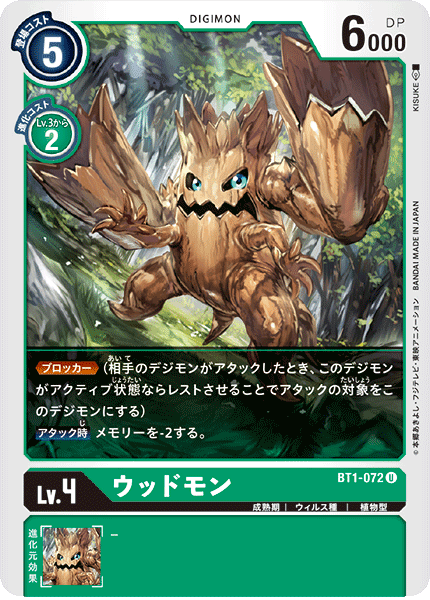 登場コスト
5
DIGIMON
6000
DP
進化コスト
Lv.3から
2
KISUKE
©本郷あきよし・フジテレビ・東映アニメーション BANDAI MADE IN JAPAN
ブロッカー (相手のデジモンがアタックしたとき、このデジモン
がアクティブ状態ならレストさせることでアタックの対象をこ
のデジモンにする)
アタック時 メモリーを-2する。
BT1-072 U
Lv.4
ウッドモン
成熟期 | ウィルス種 | 植物型
進化元効果
–